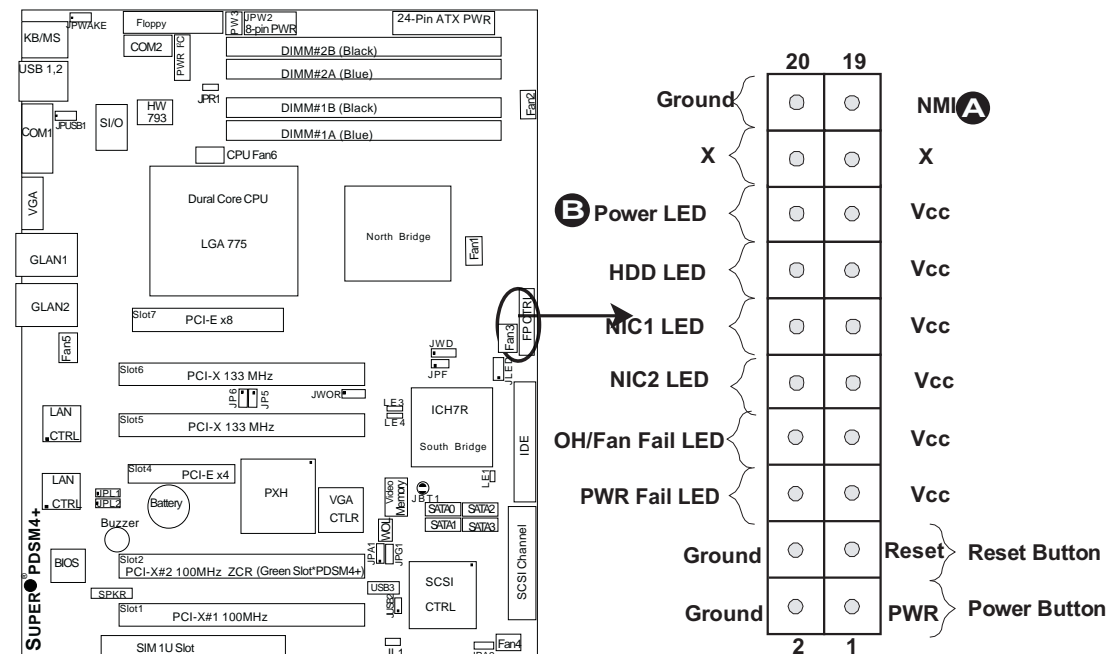 JPWAKE
KB/MS
Floppy
PW3
JPW2
8-pin PWR
24-Pin ATX PWR
COM2
PWR I²C
DIMM#2B (Black)
USB 1,2
DIMM#2A (Blue)
JPR1
DIMM#1B (Black)
Fan2
COM1
JPUSB1
SI/O
HW
793
DIMM#1A (Blue)
CPU Fan6
Dural Core CPU
LGA 775
VGA
North Bridge
Fan1
GLAN1
GLAN2
Slot7
PCI-E x8
Fan3
FP CTRL
Fan5
JWD
JPF
JLED
Slot6
PCI-X 133 MHz
JP6
JP5
JWOR
LE3
LE4
ICH7R
South Bridge
IDE
LAN
CTRL
Slot5
PCI-X 133 MHz
LE1
Slot4
PCI-E x4
LAN
CTRL
JPL1
JPL2
Battery
PXH
VGA
CTLR
Video
Memory
JBT1
SATA0
SATA2
SATA1
SATA3
Buzzer
WOL
SCSI Channel
BIOS
JPA1
JPG1
Slot2
PCI-X#2 100MHz ZCR (Green Slot*PDSM4+)
USB3
JUSB2
SCSI
CTRL
SPKR
Slot1
PCI-X#1 100MHz
SUPER® PDSM4+
SIM 1U Slot
JL1
Fan4
20 19
Ground NMI A
X X
B Power LED Vcc
HDD LED Vcc
NIC1 LED Vcc
NIC2 LED Vcc
OH/Fan Fail LED Vcc
PWR Fail LED Vcc
Ground Reset Reset Button
Ground PWR Power Button
2 1